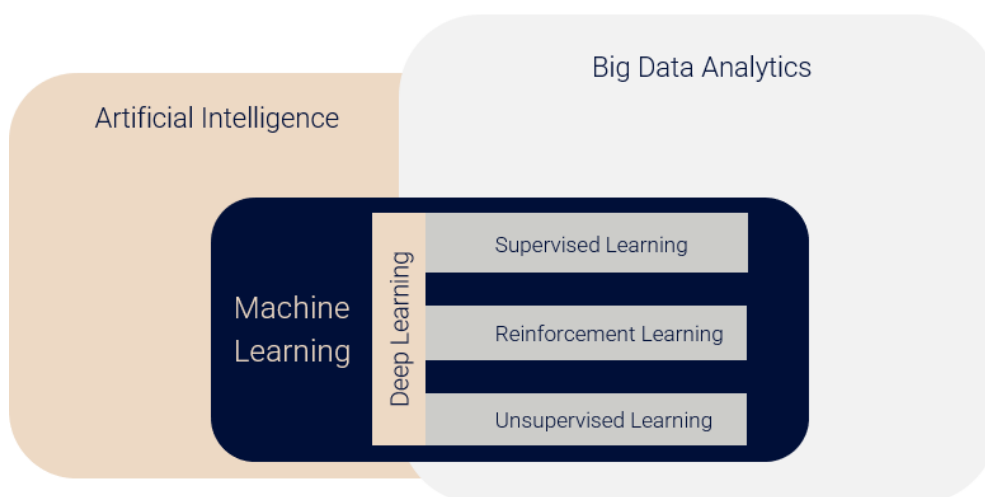 Big Data Analytics
Artificial Intelligence
Machine
Learning
Deep Learning
Supervised Learning
Reinforcement Learning
Unsupervised Learning